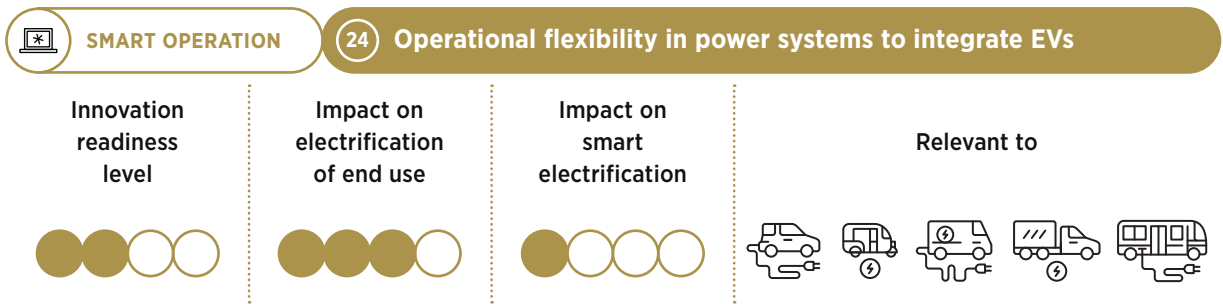 SMART OPERATION
24 Operational flexibility in power systems to integrate EVs
Innovation
readiness
level
Impact on
electrification
of end use
Impact on
smart
electrification
Relevant to